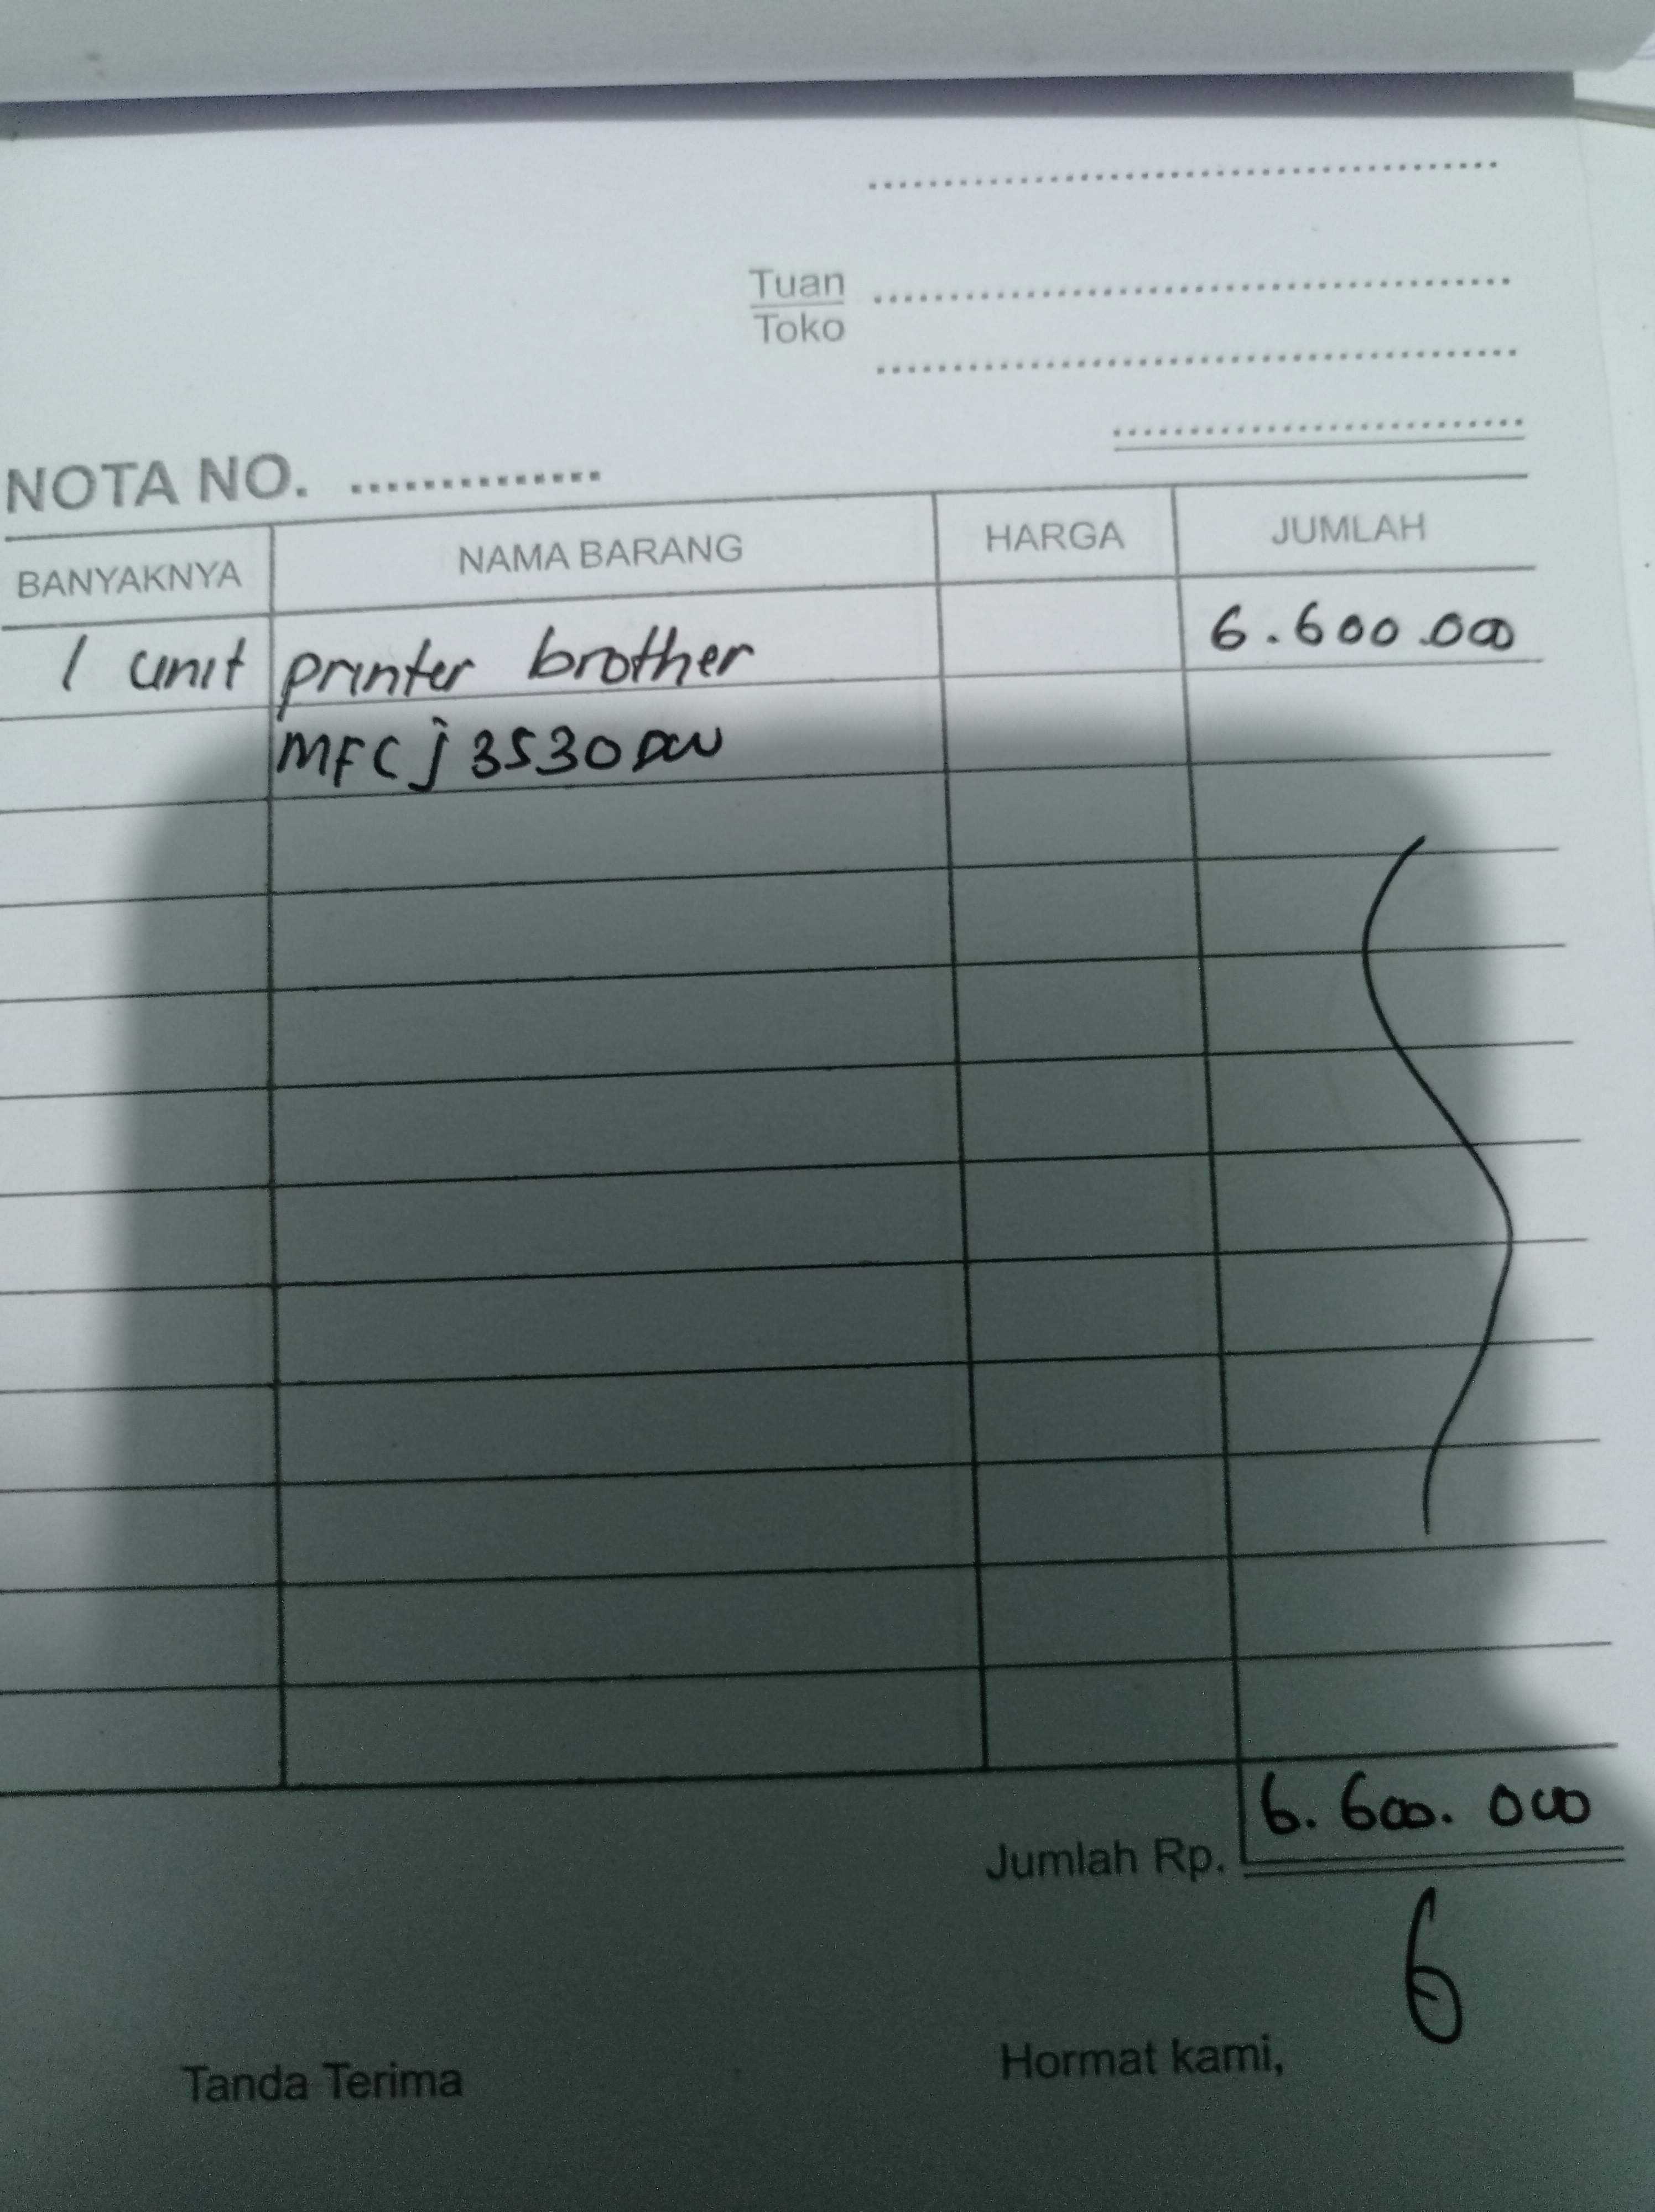 Tuan
Toko
NOTA NO.
BANYAKNYA NAMA BARANG HARGA JUMLAH
1 unit printer brother 6.600.000
MFC j 3530 DW
Jumlah Rp. 6.600.000
Tanda Terima Hormat kami,